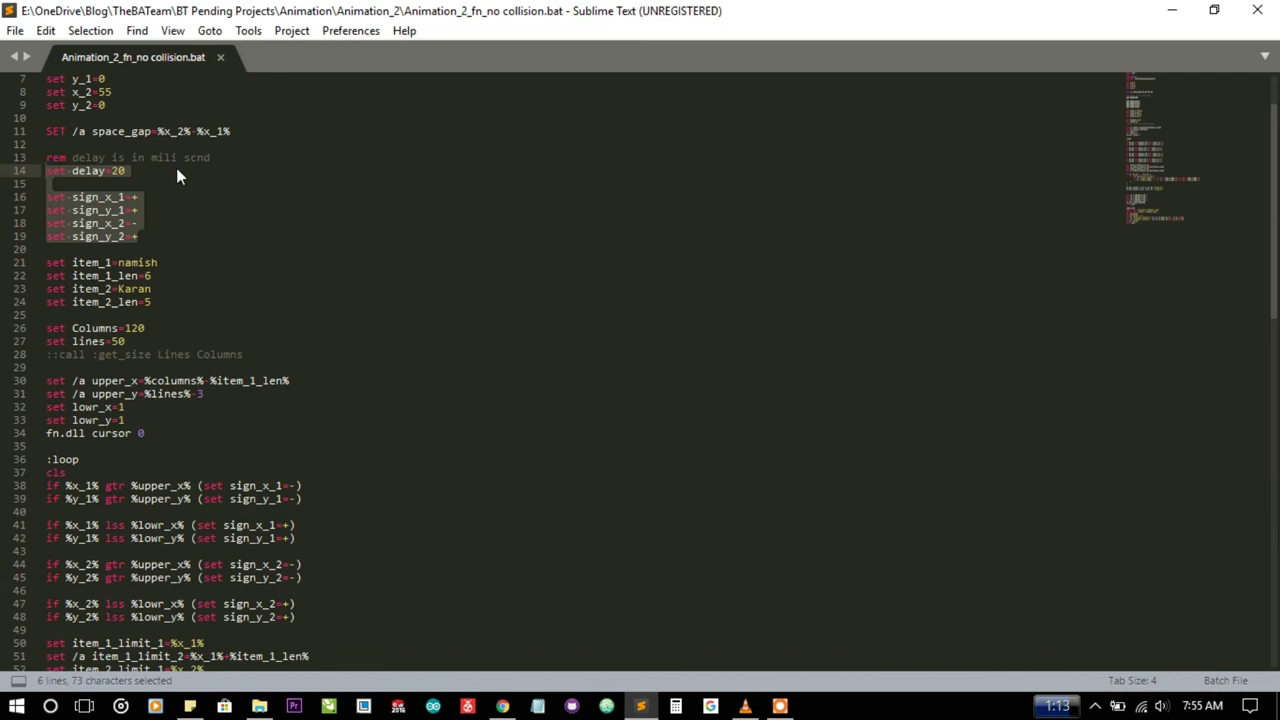 E:\OneDrive\Blog\TheBATeam\BT Pending Projects\Animation\Animation_2\Animation_2_fn_no collision.bat - Sublime Text (UNREGISTERED)
File Edit Selection Find View Goto Tools Project Preferences Help
Animation_2_fn_no collision.bat
7 set y_1=0
8 set x_2=55
9 set y_2=0
10
11 SET /a space_gap=%x_2%-%x_1%
12
13 rem delay is in mili scnd
14 set delay=20
15
16 set sign_x_1=+
17 set sign_y_1=+
18 set sign_x_2=-
19 set sign_y_2=+
20
21 set item_1=namish
22 set item_1_len=6
23 set item_2=Karan
24 set item_2_len=5
25
26 set Columns=120
27 set lines=50
28 ::call :get_size Lines Columns
29
30 set /a upper_x=%columns%-%item_1_len%
31 set /a upper_y=%lines%-3
32 set lowr_x=1
33 set lowr_y=1
34 fn.dll cursor 0
35
36 :loop
37 cls
38 if %x_1% gtr %upper_x% (set sign_x_1=-)
39 if %y_1% gtr %upper_y% (set sign_y_1=-)
40
41 if %x_1% lss %lowr_x% (set sign_x_1=+)
42 if %y_1% lss %lowr_y% (set sign_y_1=+)
43
44 if %x_2% gtr %upper_x% (set sign_x_2=-)
45 if %y_2% gtr %upper_y% (set sign_y_2=-)
46
47 if %x_2% lss %lowr_x% (set sign_x_2=+)
48 if %y_2% lss %lowr_y% (set sign_y_2=+)
49
50 set item_1_limit_1=%x_1%
51 set /a item_1_limit_2=%x_1%+%item_1_len%
52 set item_2_limit_1=%x_2%
6 lines, 73 characters selected Tab Size: 4 Batch File
1:13 7:55 AM